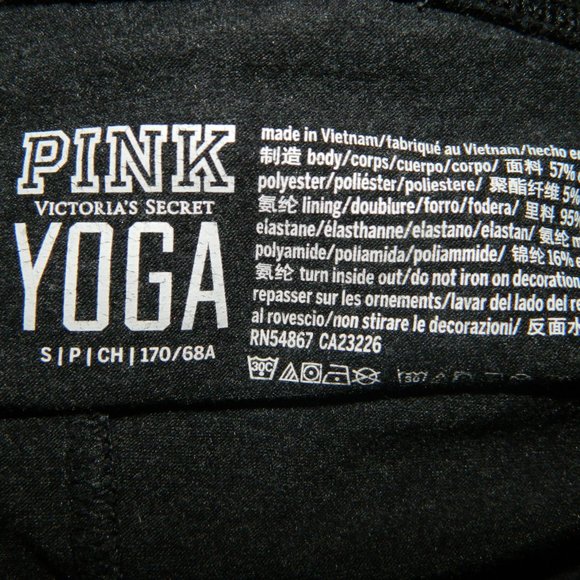 PINK
VICTORIA'S SECRET
YOGA
S | P | CH | 170/68A
made in Vietnam/fabriqué au Vietnam/hecho en
制造 body/corps/cuerpo/corpo/ 面料 57%
polyester/poliéster/poliestere/ 聚酯纤维 5%
氨纶 lining/doublure/forro/fodera/ 里料 95%
elastane/élasthanne/elastano/elastan/ 氨纶
polyamide/poliamida/poliammide/ 锦纶 16%
氨纶 turn inside out/do not iron on decoration
repasser sur les ornements/lavar del lado del
al rovescio/non stirare le decorazioni/ 反面水
RN54867 CA23226
30C